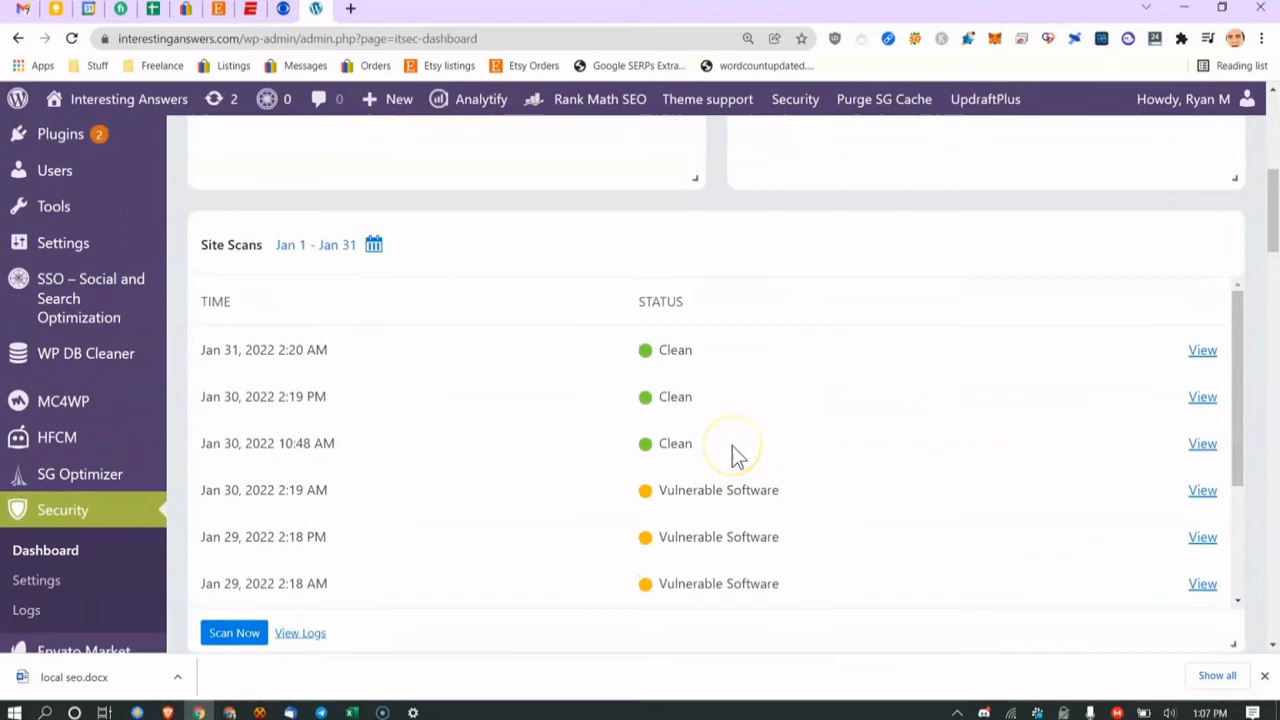 interestinganswers.com/wp-admin/admin.php?page=itsec-dashboard
Apps Stuff Freelance Listings Messages Orders Etsy listings Etsy Orders Google SERPs Extra... wordcountupdated.... Reading list
Interesting Answers 2 0 0 New Analytify Rank Math SEO Theme support Security Purge SG Cache UpdraftPlus Howdy, Ryan M
Plugins 2
Users
Tools
Settings
SSO – Social and
Search
Optimization
WP DB Cleaner
MC4WP
HFCM
SG Optimizer
Security
Dashboard
Settings
Logs
Envato Market
Site Scans Jan 1 - Jan 31
TIME STATUS
Jan 31, 2022 2:20 AM Clean View
Jan 30, 2022 2:19 PM Clean View
Jan 30, 2022 10:48 AM Clean View
Jan 30, 2022 2:19 AM Vulnerable Software View
Jan 29, 2022 2:18 PM Vulnerable Software View
Jan 29, 2022 2:18 AM Vulnerable Software View
Scan Now View Logs
local seo.docx Show all
1:07 PM